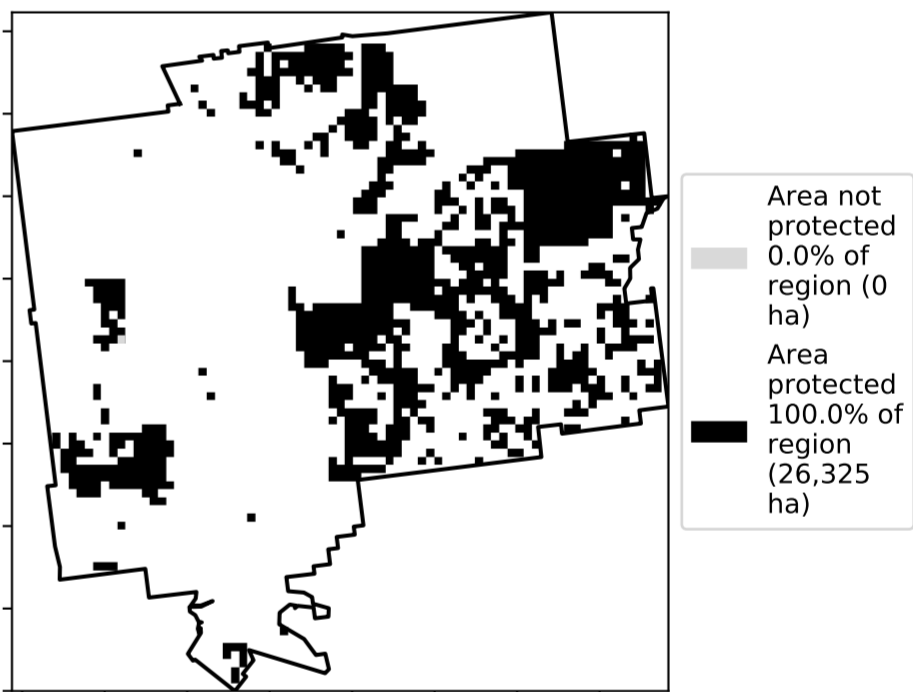 Area not
protected
0.0% of
region (0
ha)
Area
protected
100.0% of
region
(26,325
ha)